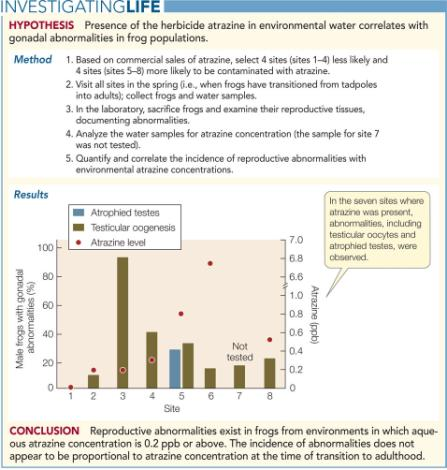 INVESTIGATINGLIFE
HYPOTHESIS Presence of the herbicide atrazine in environmental water correlates with
gonadal abnormalities in frog populations.
Method 1. Based on commercial sales of atrazine, select 4 sites (sites 1–4) less likely and
4 sites (sites 5–8) more likely to be contaminated with atrazine.
2. Visit all sites in the spring (i.e., when frogs have transitioned from tadpoles
into adults); collect frogs and water samples.
3. In the laboratory, sacrifice frogs and examine their reproductive tissues,
documenting abnormalities.
4. Analyze the water samples for atrazine concentration (the sample for site 7
was not tested).
5. Quantify and correlate the incidence of reproductive abnormalities with
environmental atrazine concentrations.
Results
In the seven sites where
atrazine was present,
abnormalities, including
testicular oocytes and
atrophied testes, were
observed.
Atrophied testes
Testicular oogenesis
Atrazine level
Male frogs with gonadal
abnormalities (%)
100
80
60
40
20
0
7.0
6.8
6.6
1.0
0.8
0.6
0.4
0.2
0
Atrazine (ppb)
Not
tested
1 2 3 4 5 6 7 8
Site
CONCLUSION Reproductive abnormalities exist in frogs from environments in which aque-
ous atrazine concentration is 0.2 ppb or above. The incidence of abnormalities does not
appear to be proportional to atrazine concentration at the time of transition to adulthood.